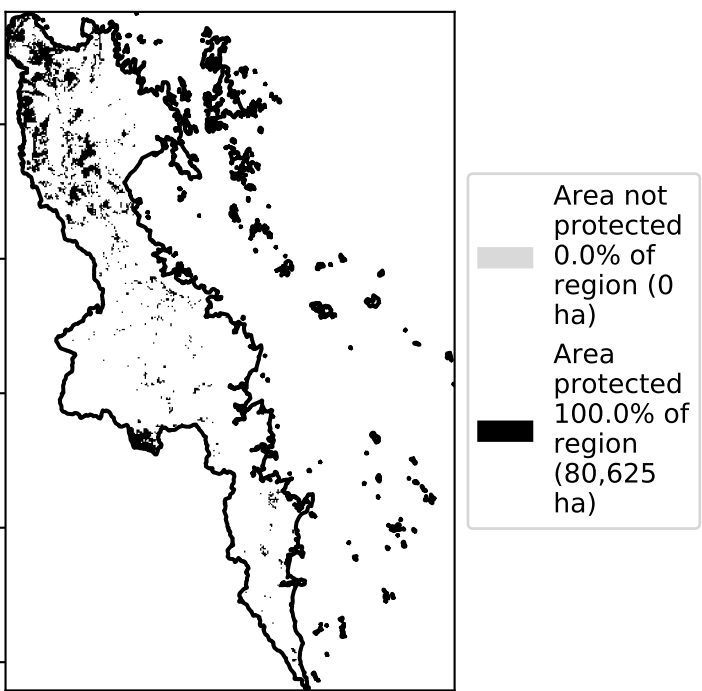 Area not
protected
0.0% of
region (0
ha)
Area
protected
100.0% of
region
(80,625
ha)